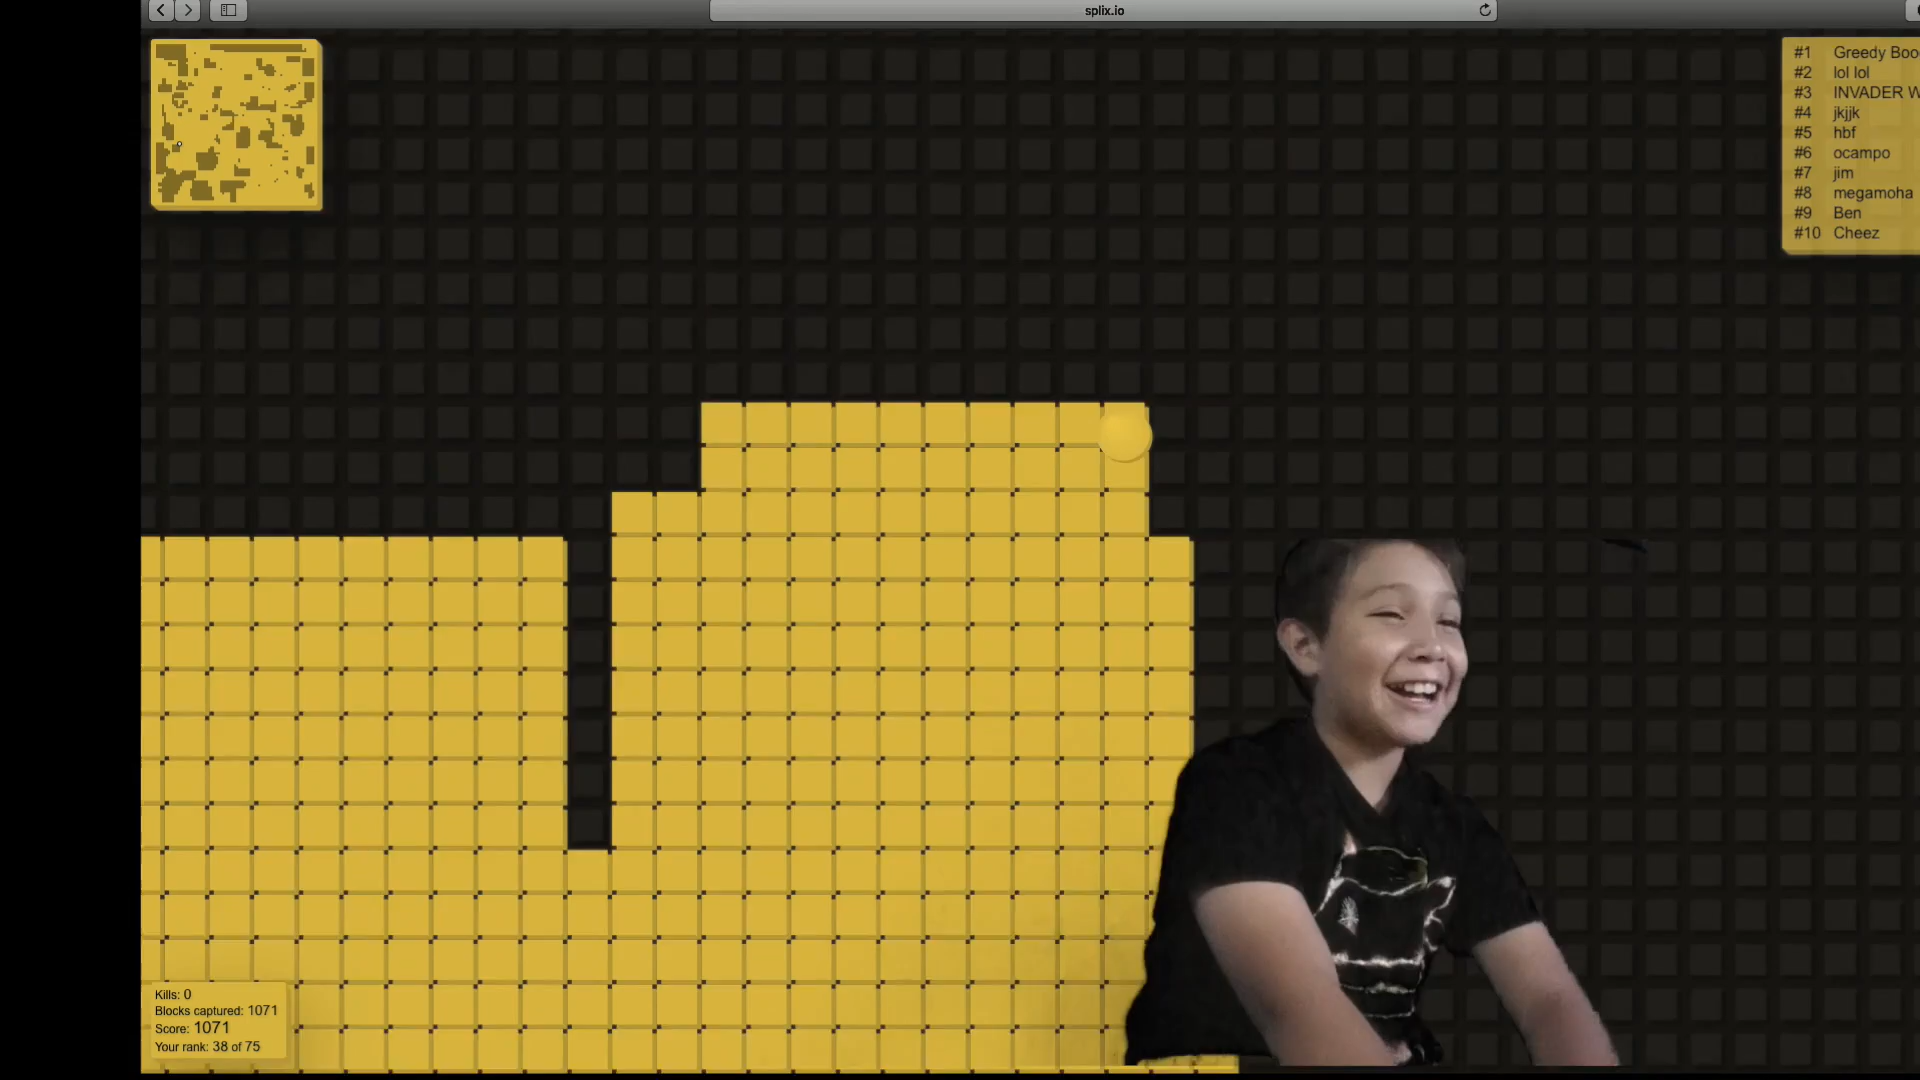 splix.io
#1 Greedy Boo
#2 lol lol
#3 INVADER W
#4 jkjjk
#5 hbf
#6 ocampo
#7 jim
#8 megamoha
#9 Ben
#10 Cheez
Kills: 0
Blocks captured: 1071
Score: 1071
Your rank: 38 of 75